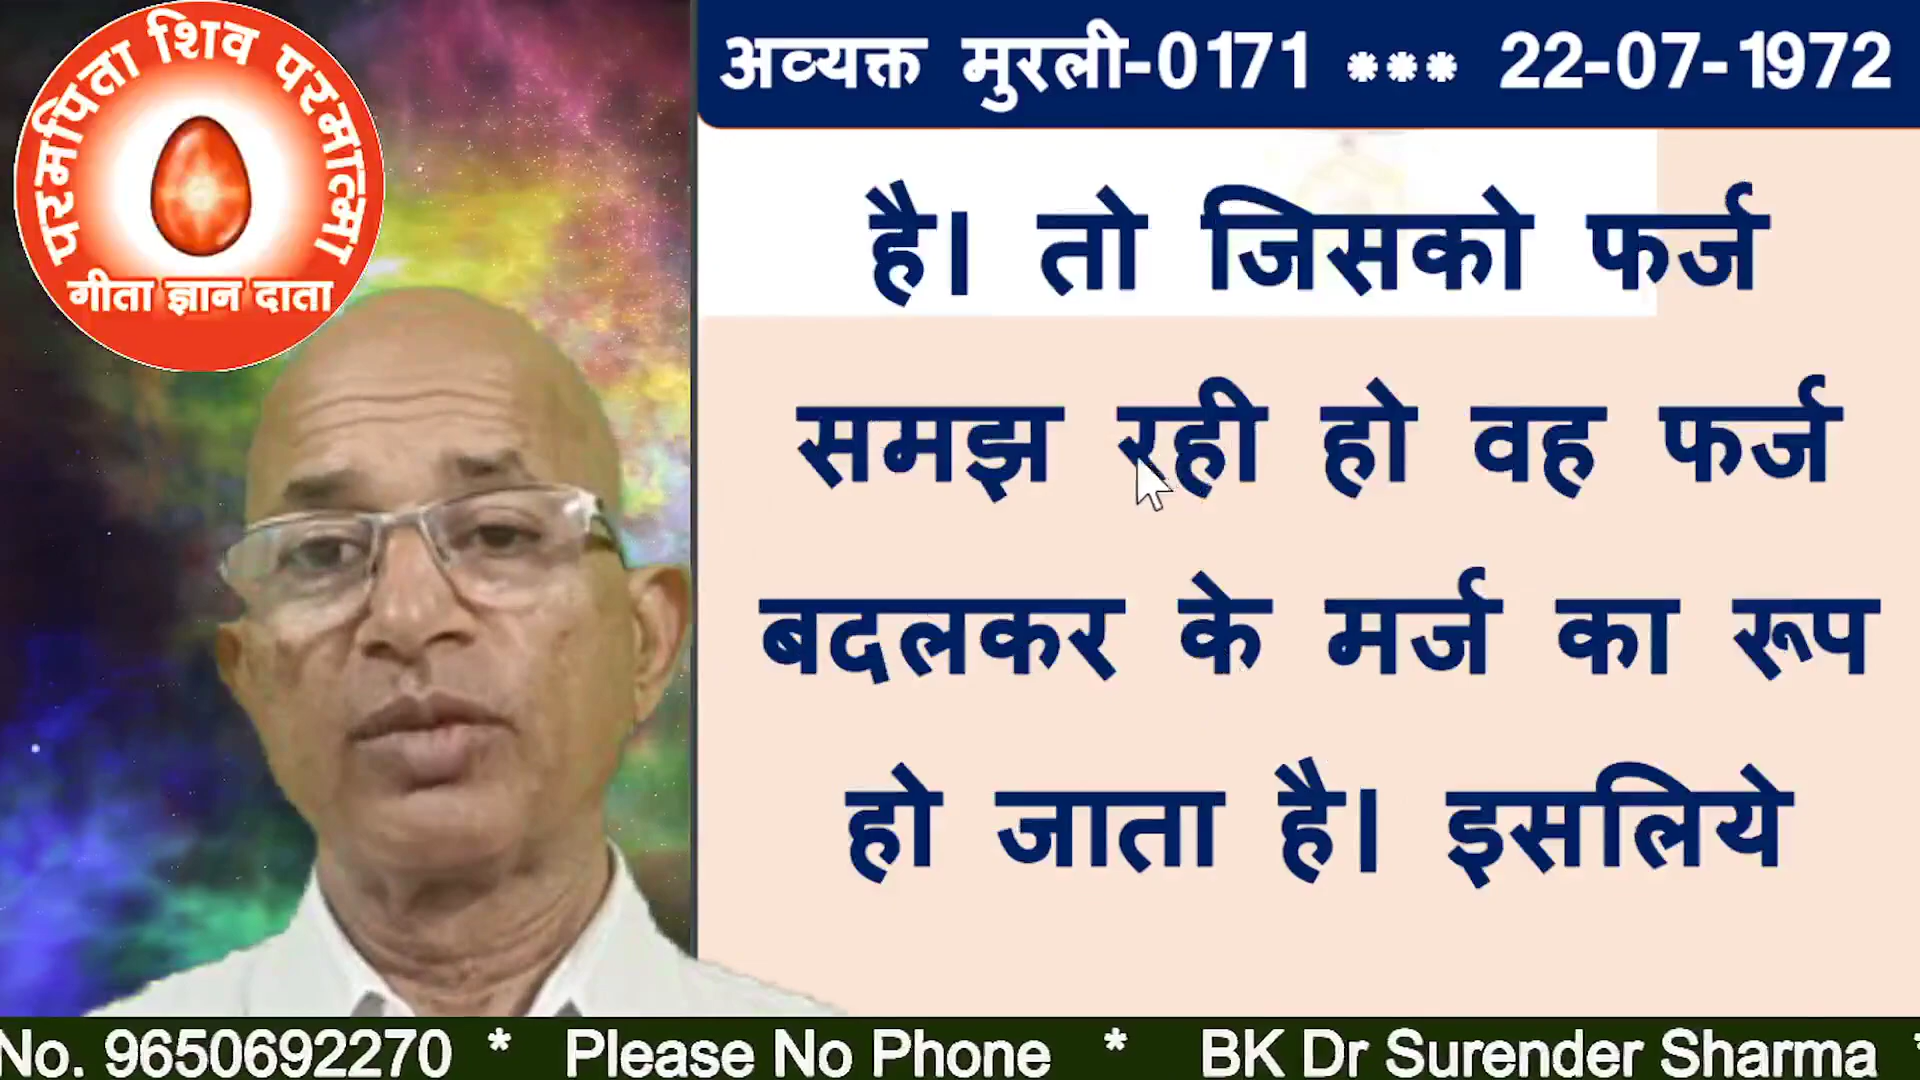 परमपिता शिव परमात्मा
गीता ज्ञान दाता
अव्यक्त मुरली-0171 *** 22-07-1972
है। तो जिसको फर्ज
समझ रही हो वह फर्ज
बदलकर के मर्ज का रूप
हो जाता है। इसलिये
No. 9650692270 * Please No Phone * BK Dr Surender Sharma *